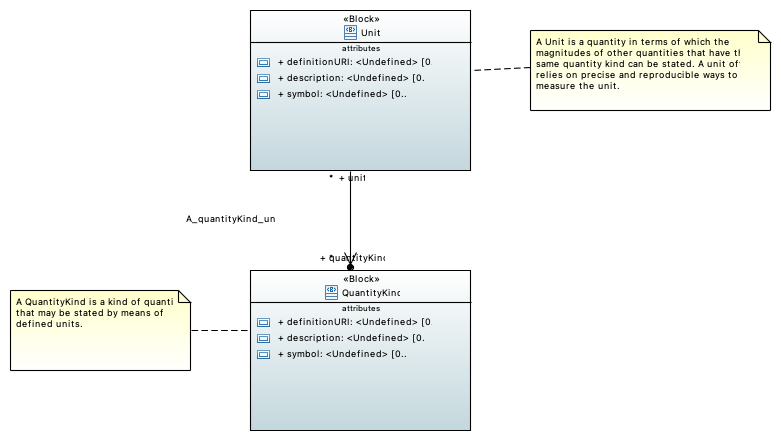 «Block»
Unit
attributes
+ definitionURI: <Undefined> [0
+ description: <Undefined> [0.
+ symbol: <Undefined> [0..
A Unit is a quantity in terms of which the
magnitudes of other quantities that have th
same quantity kind can be stated. A unit of
relies on precise and reproducible ways to
measure the unit.
* + unit
A_quantityKind_un
+ quantityKind
«Block»
QuantityKind
attributes
+ definitionURI: <Undefined> [0
+ description: <Undefined> [0.
+ symbol: <Undefined> [0..
A QuantityKind is a kind of quanti
that may be stated by means of
defined units.